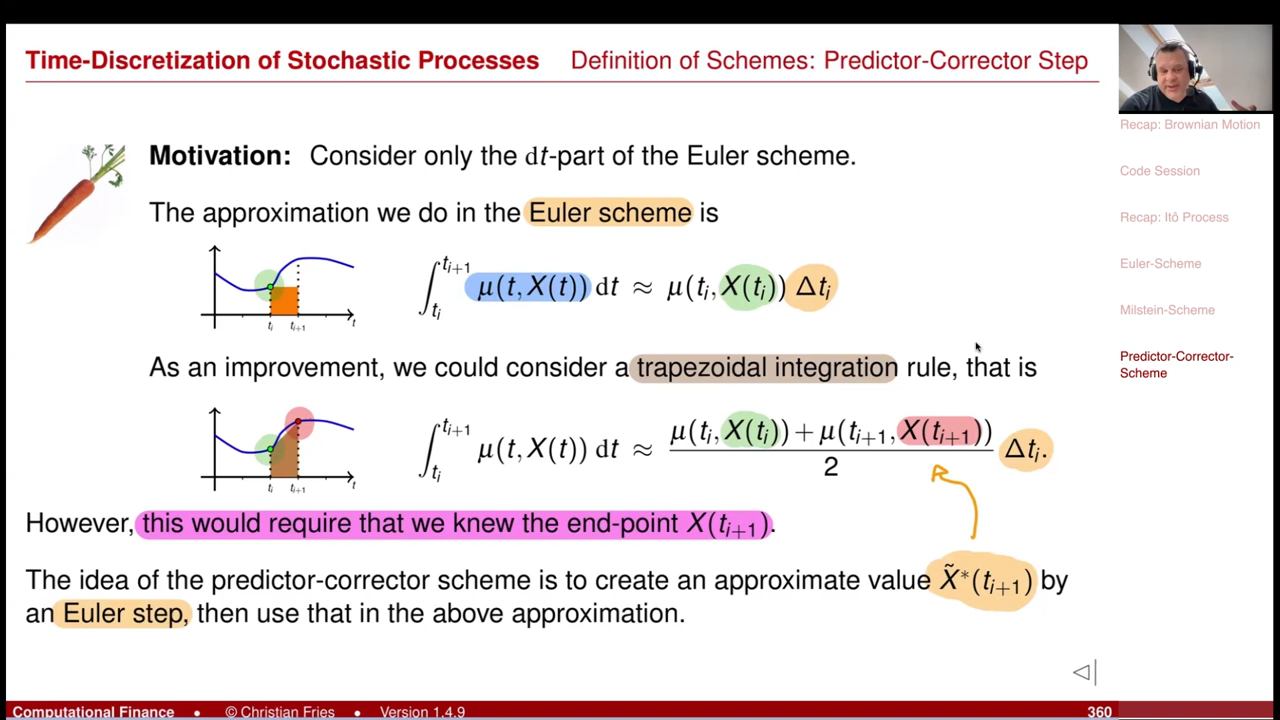 Time-Discretization of Stochastic Processes Definition of Schemes: Predictor-Corrector Step
Motivation: Consider only the dt-part of the Euler scheme.
The approximation we do in the Euler scheme is
t_i t_{i+1} t
∫_{t_i}^{t_{i+1}} μ(t, X(t)) dt ≈ μ(t_i, X(t_i)) Δt_i
As an improvement, we could consider a trapezoidal integration rule, that is
t_i t_{i+1} t
∫_{t_i}^{t_{i+1}} μ(t, X(t)) dt ≈ (μ(t_i, X(t_i)) + μ(t_{i+1}, X(t_{i+1}))) / 2 Δt_i.
However, this would require that we knew the end-point X(t_{i+1}).
The idea of the predictor-corrector scheme is to create an approximate value X̃*(t_{i+1}) by
an Euler step, then use that in the above approximation.
Recap: Brownian Motion
Code Session
Recap: Itô Process
Euler-Scheme
Milstein-Scheme
Predictor-Corrector-
Scheme
Computational Finance • © Christian Fries • Version 1.4.9 360